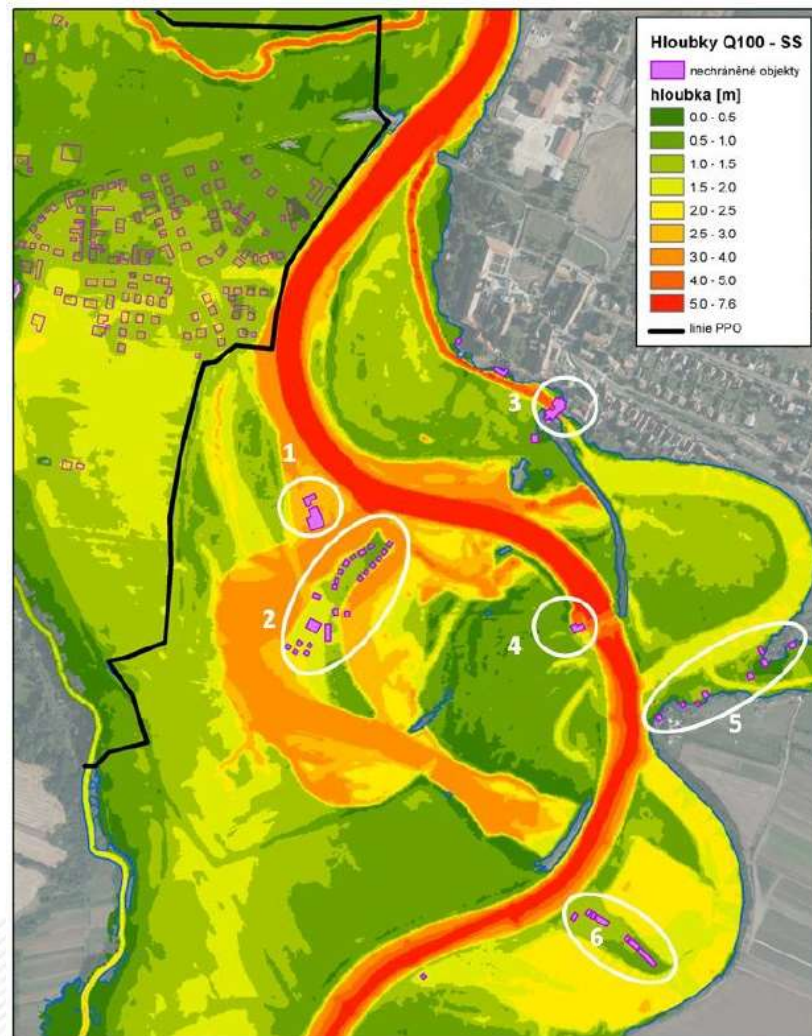 Hloubky Q100 - SS
nechráněné objekty
hloubka [m]
0.0 - 0.5
0.5 - 1.0
1.0 - 1.5
1.5 - 2.0
2.0 - 2.5
2.5 - 3.0
3.0 - 4.0
4.0 - 5.0
5.0 - 7.6
linie PPO
3
1
2
4
5
6